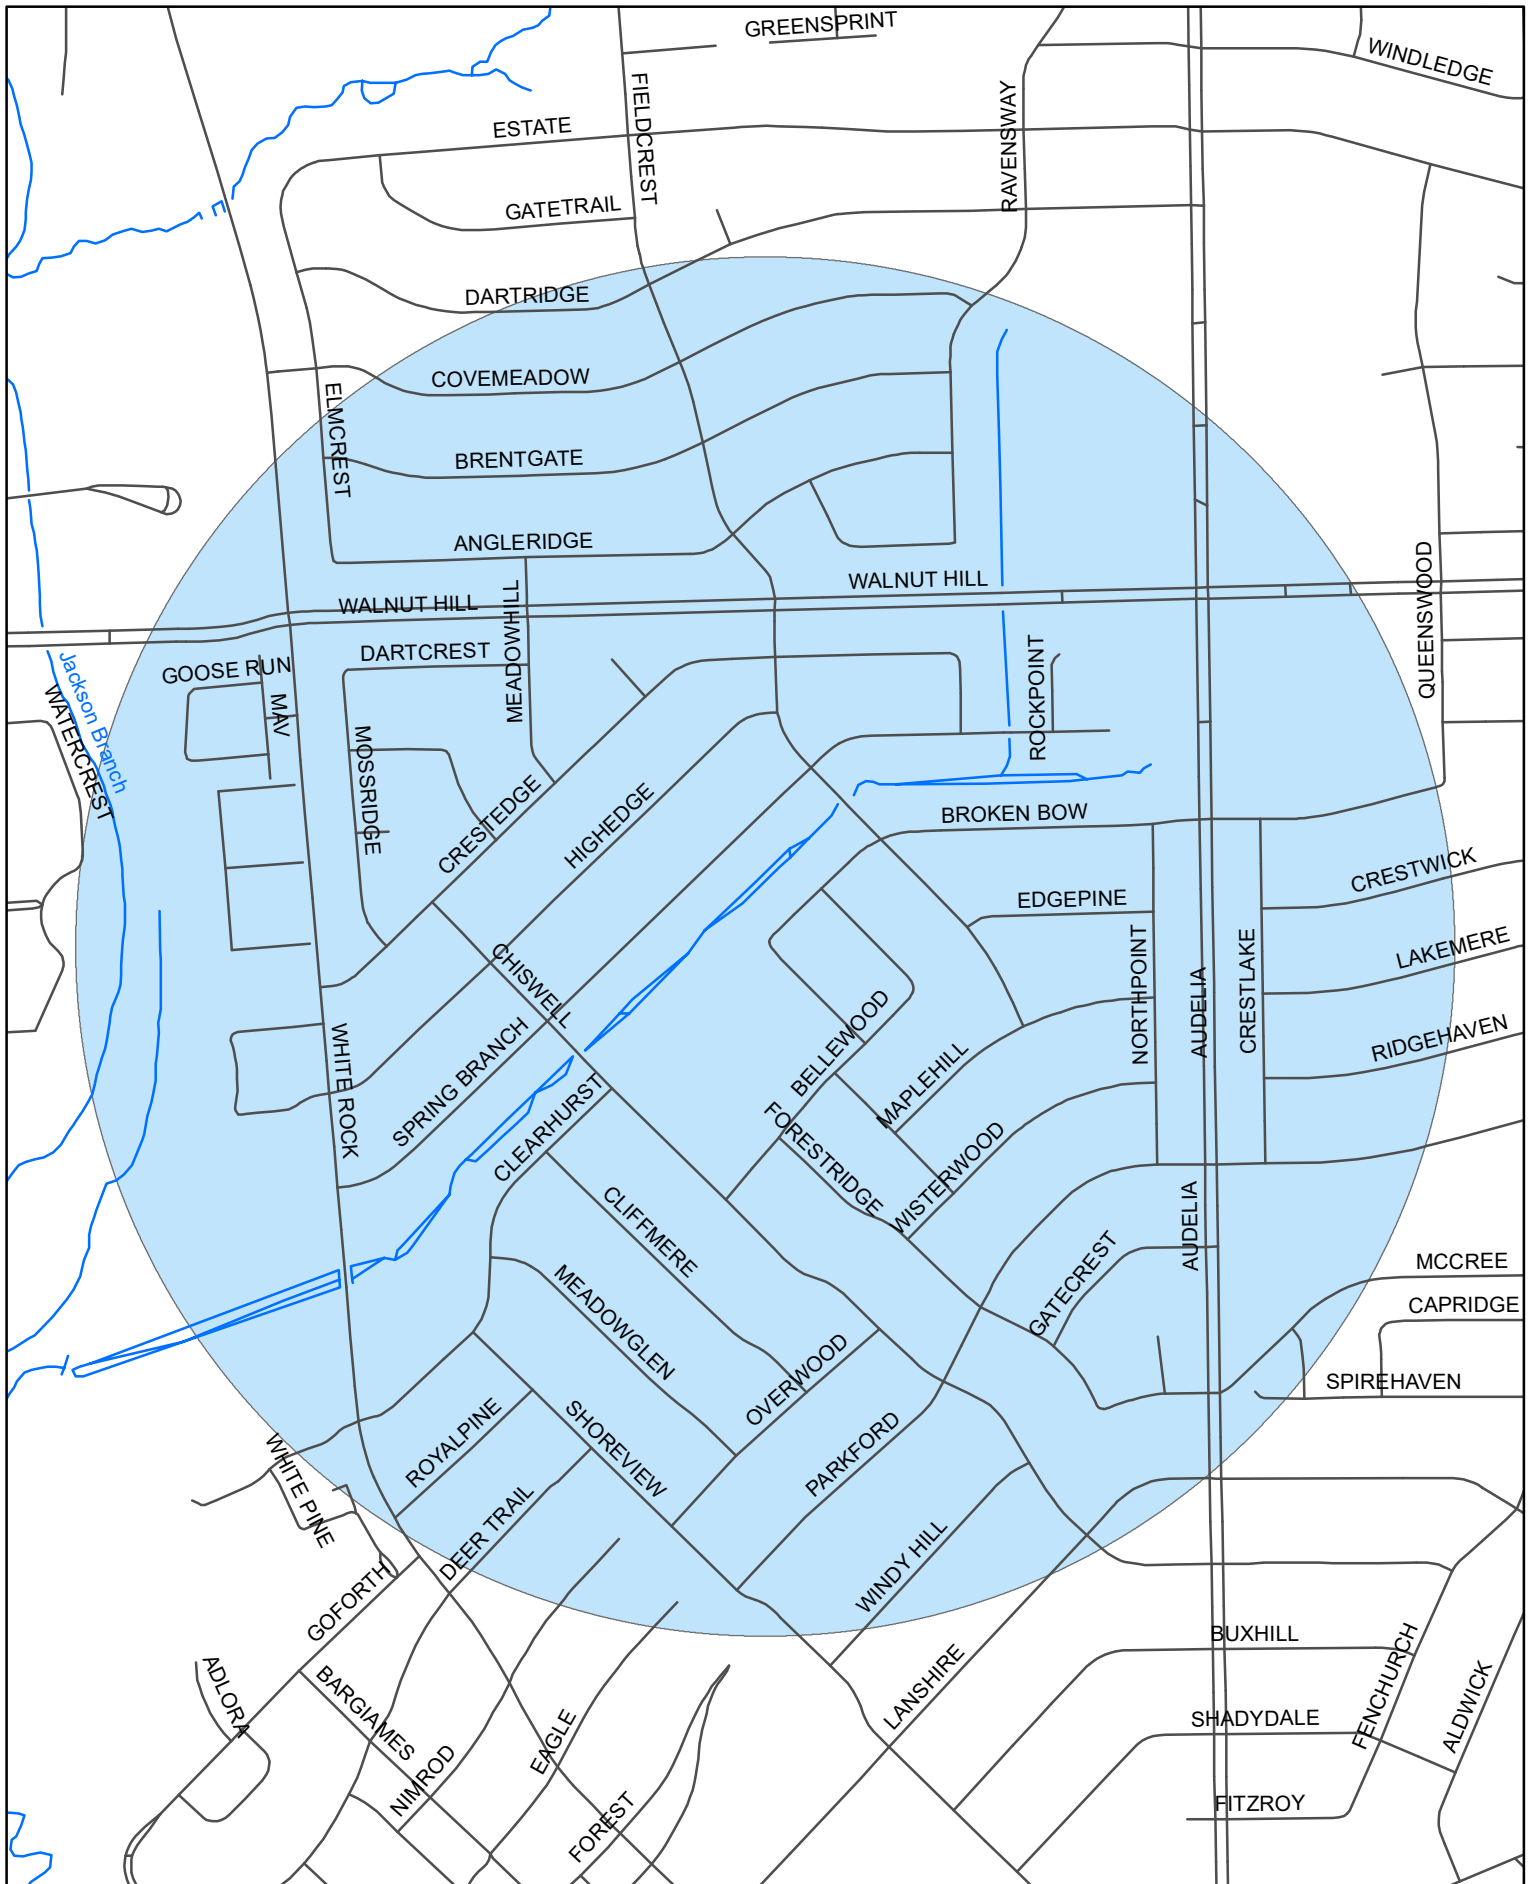 GREENSPRINT
WINDLEDGE
FIELDCREST
RAVENSWAY
ESTATE
GATETRAIL
DARTRIDGE
COVEMEADOW
ELMCREST
BRENTGATE
ANGLERIDGE
WALNUT HILL
WALNUT HILL
MEADOWHILL
QUEENSWOOD
DARTCREST
GOOSE RUN
ROCKPOINT
Jackson Branch
WATERCREST
MAV
MOSSRIDGE
CRESTEDGE
HIGHEDGE
BROKEN BOW
CRESTWICK
EDGEPINE
NORTHPOINT
AUDELIA
CRESTLAKE
LAKEMERE
CHISWELL
BELLEWOOD
RIDGEHAVEN
WHITE ROCK
SPRING BRANCH
MAPLEHILL
CLEARHURST
FORESTRIDGE
WISTERWOOD
CLIFFMERE
AUDELIA
GATECREST
MCCREE
CAPRIDGE
MEADOWGLEN
OVERWOOD
SPIREHAVEN
ROYALPINE
SHOREVIEW
PARKFORD
WHITE PINE
DEER TRAIL
WINDY HILL
GOFORTH
BUXHILL
FENCHURCH
ADLORA
BARGIAMES
LANSHIRE
ALDWICK
SHADYDALE
EAGLE
NIMROD
FOREST
FITZROY